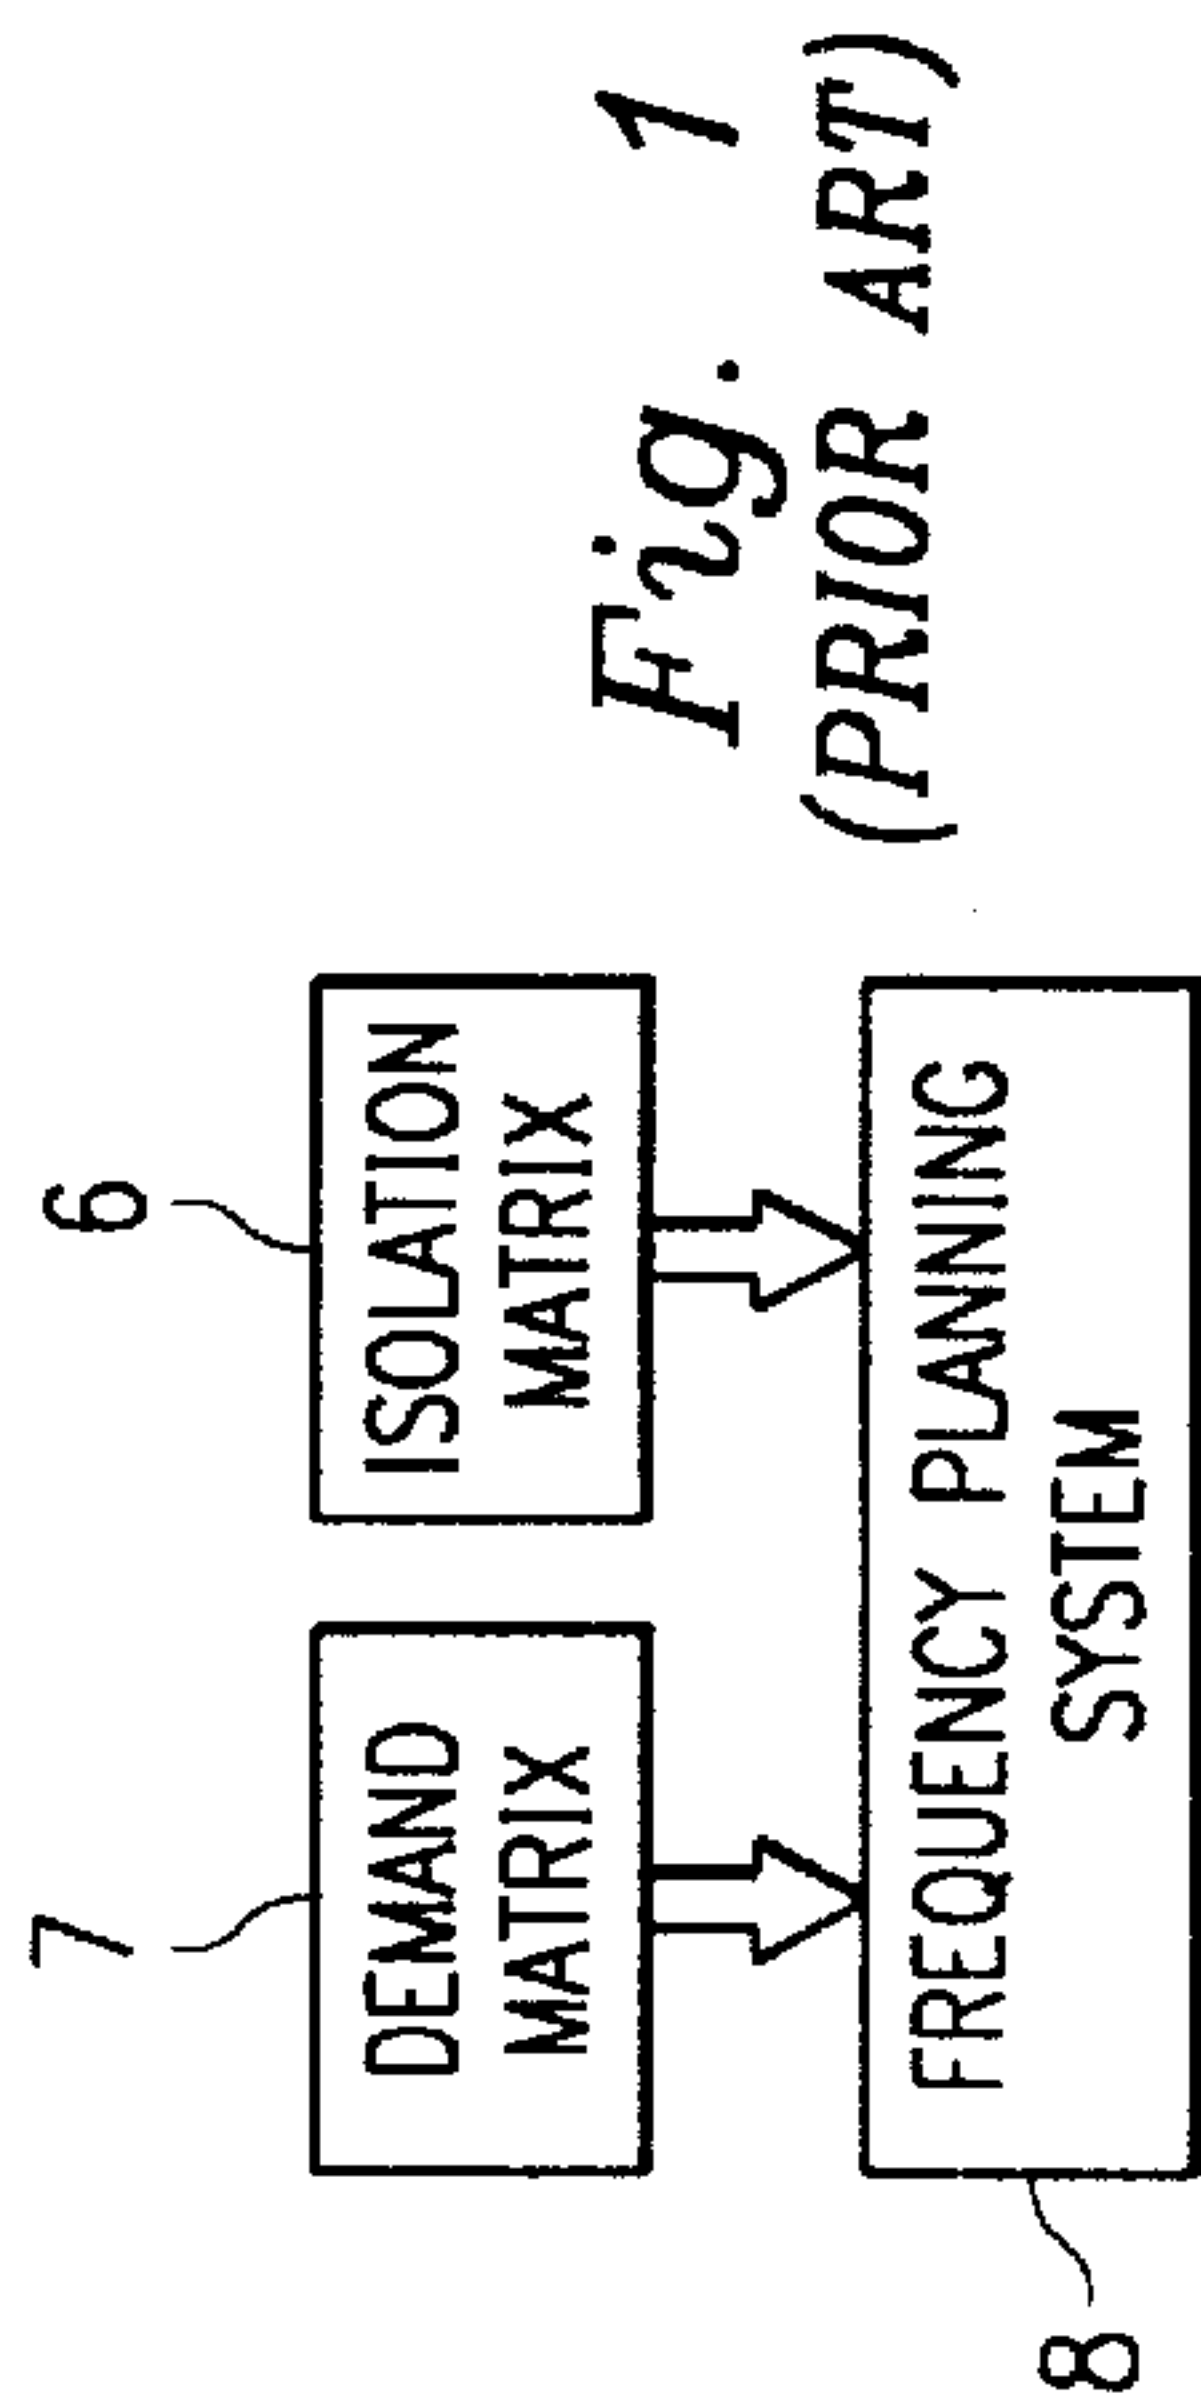 7
6
DEMAND
MATRIX
ISOLATION
MATRIX
8
FREQUENCY PLANNING
SYSTEM
Fig. 1
(PRIOR ART)